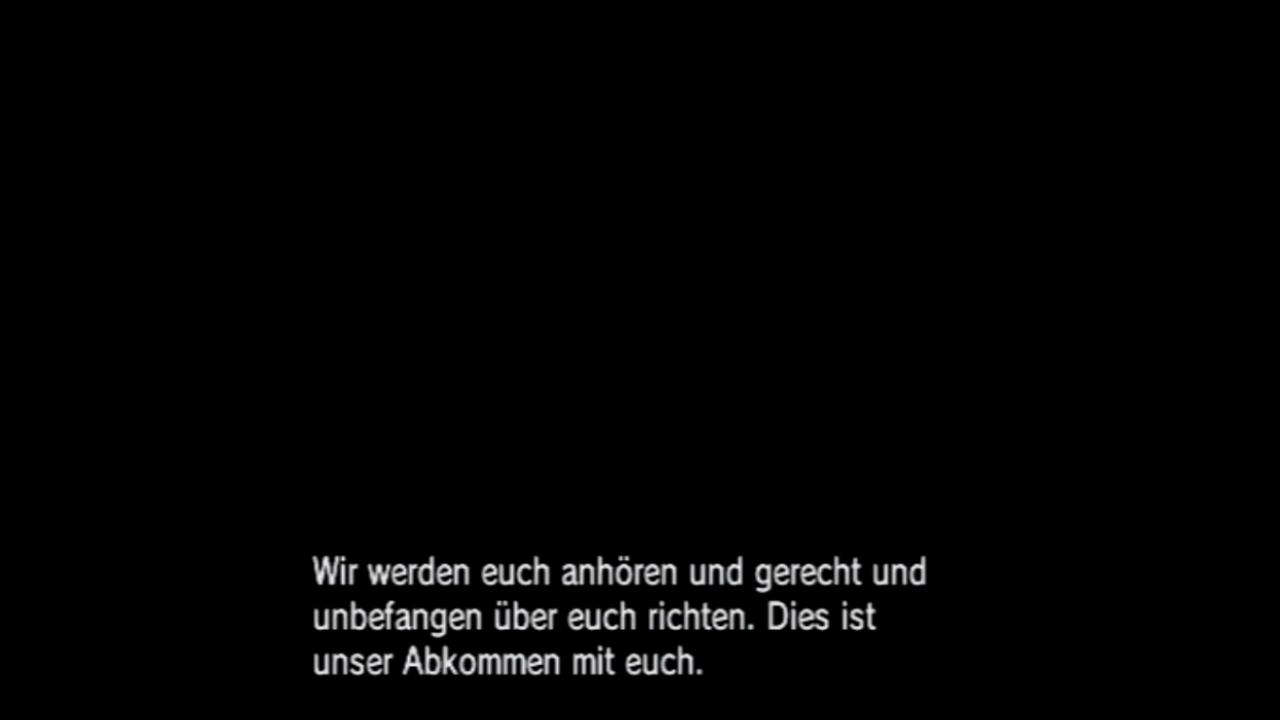 Wir werden euch anhören und gerecht und
unbefangen über euch richten. Dies ist
unser Abkommen mit euch.